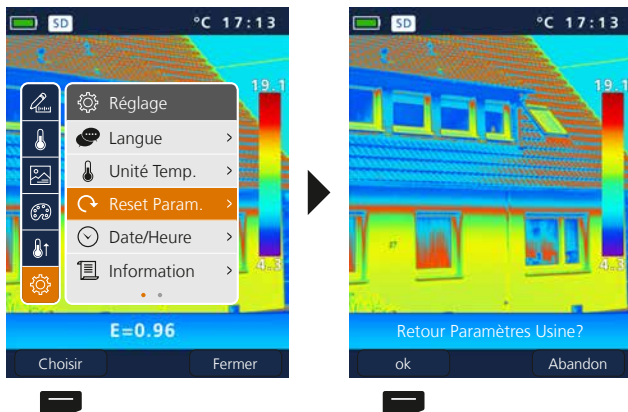 SD °C 17:13
19.1
Réglage
Langue
Unité Temp.
Reset Param.
Date/Heure
Information
4.3
E=0.96
Choisir Fermer
SD °C 17:13
19.1
27
4.3
Retour Paramètres Usine?
ok Abandon